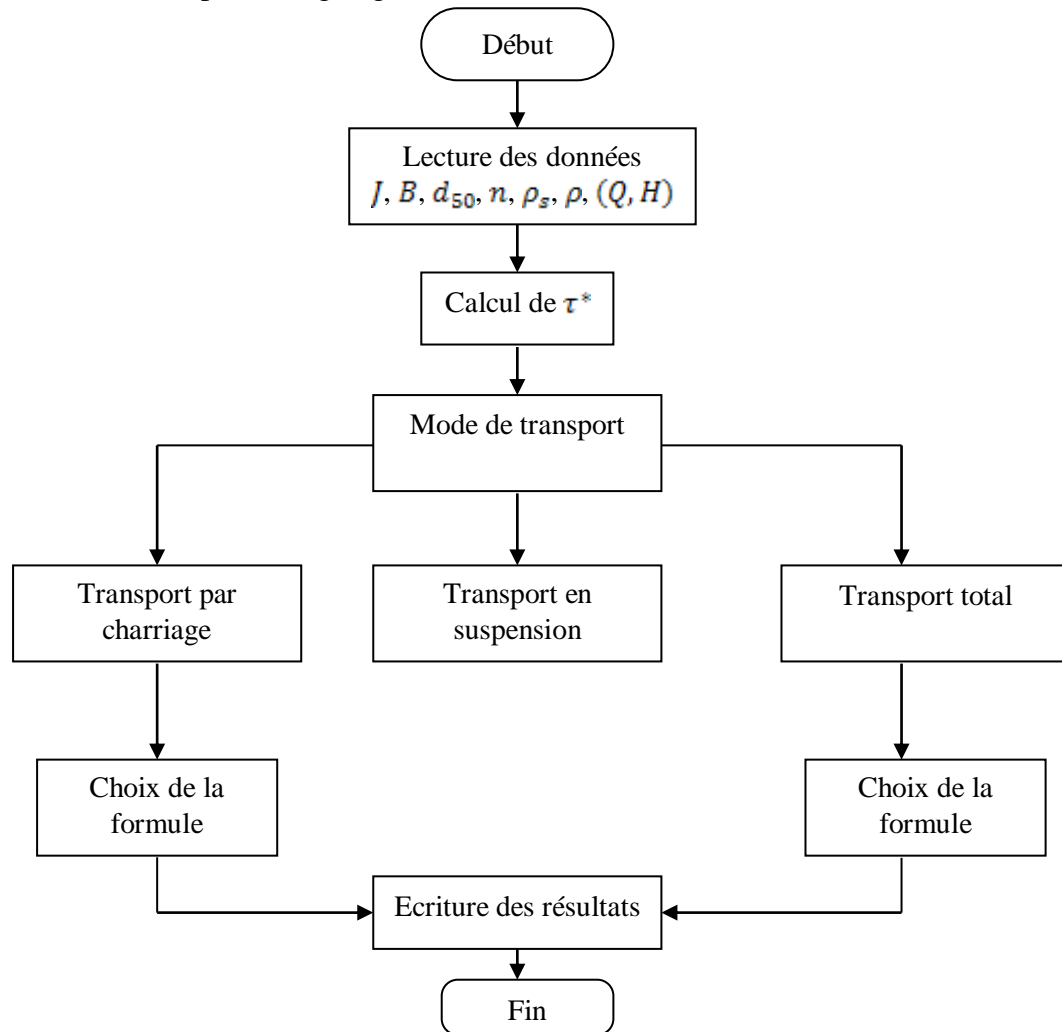 Début
Lecture des données
J, B, d₅₀, n, ρₛ, ρ, (Q, H)
Calcul de τ*
Mode de transport
Transport par
charriage
Transport en
suspension
Transport total
Choix de la
formule
Choix de la
formule
Ecriture des résultats
Fin